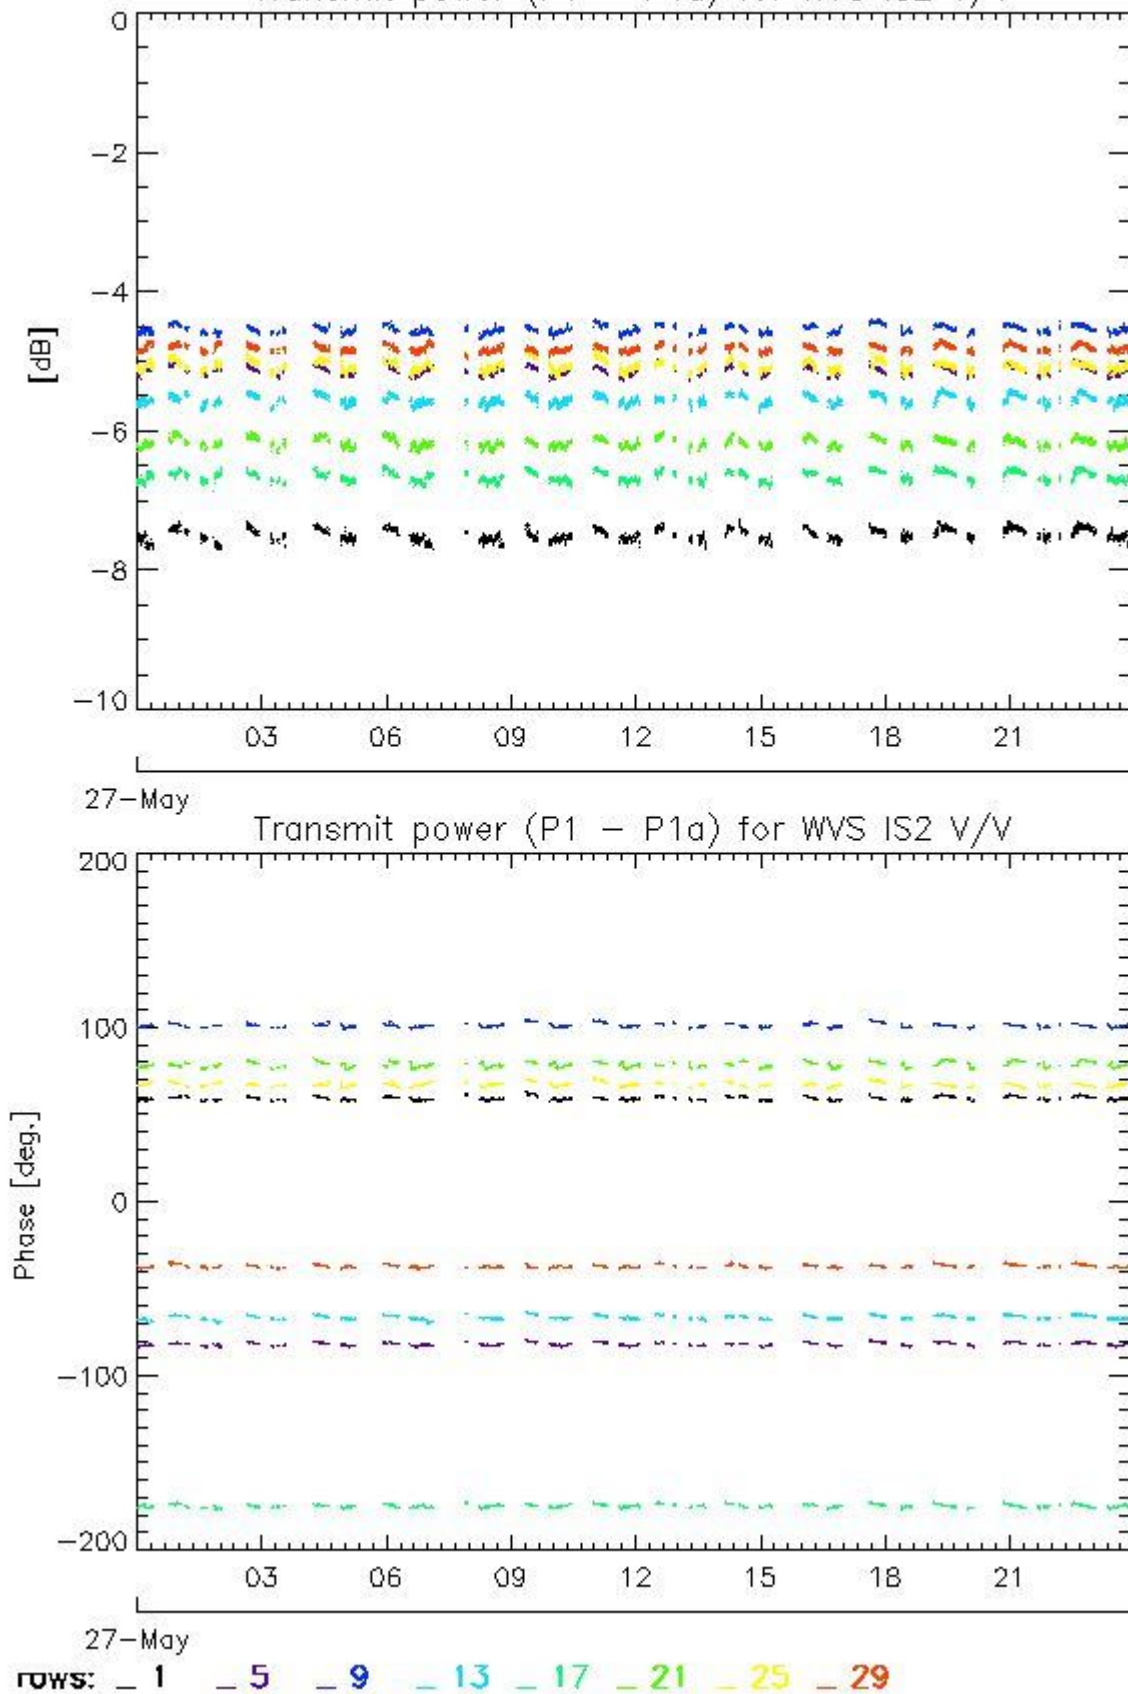 0
−2
−4
[dB]
−6
−8
−10
03 06 09 12 15 18 21
27−May
Transmit power (P1 − P1a) for WVS IS2 V/V
200
100
Phase [deg.]
0
−100
−200
03 06 09 12 15 18 21
27−May
rows: _ 1 _ 5 _ 9 _ 13 _ 17 _ 21 _ 25 _ 29